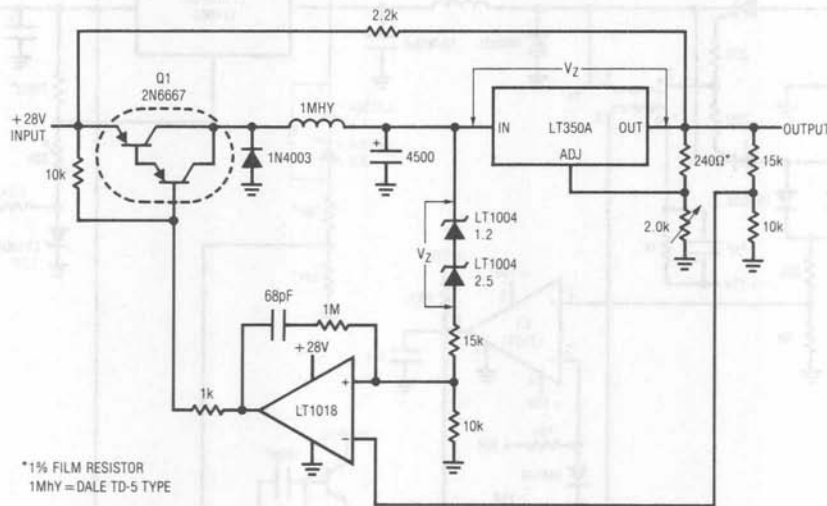 2.2k
Q1
2N6667
+28V
INPUT
10k
1MHY
1N4003
+
4500
VZ
IN
LT350A
OUT
ADJ
OUTPUT
240Ω*
15k
2.0k
10k
LT1004
1.2
VZ
LT1004
2.5
68pF
1M
15k
+28V
1k
LT1018
+
−
10k
*1% FILM RESISTOR
1MhY = DALE TD-5 TYPE